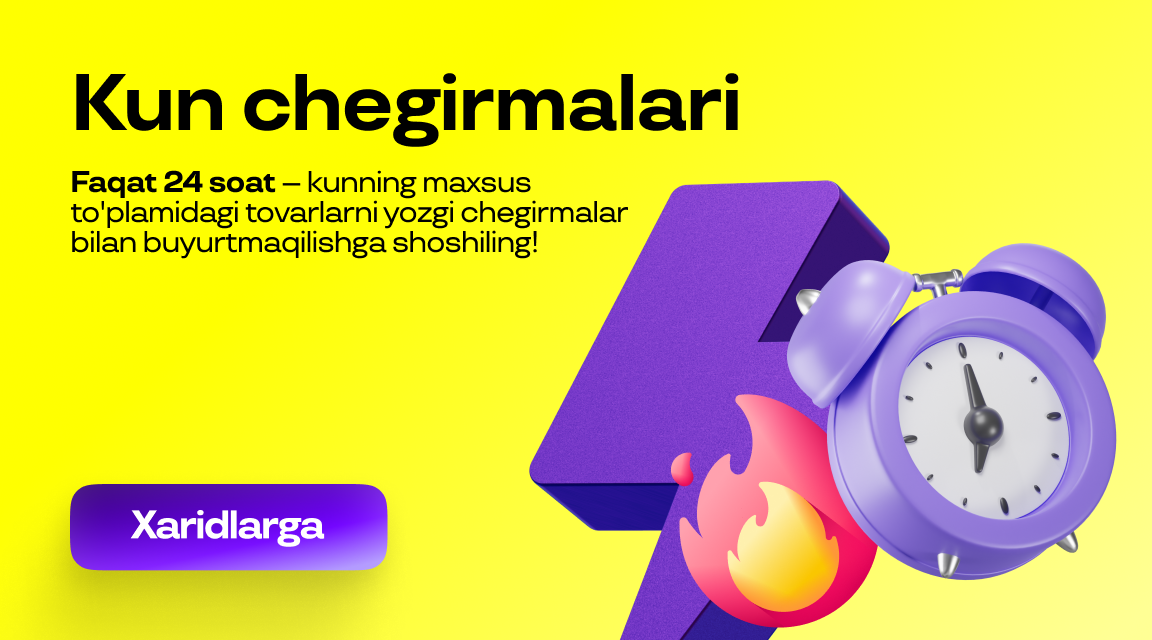 Kun chegirmalari
Faqat 24 soat – kunning maxsus
to'plamidagi tovarlarni yozgi chegirmalar
bilan buyurtmaqilishga shoshiling!
Xaridlarga